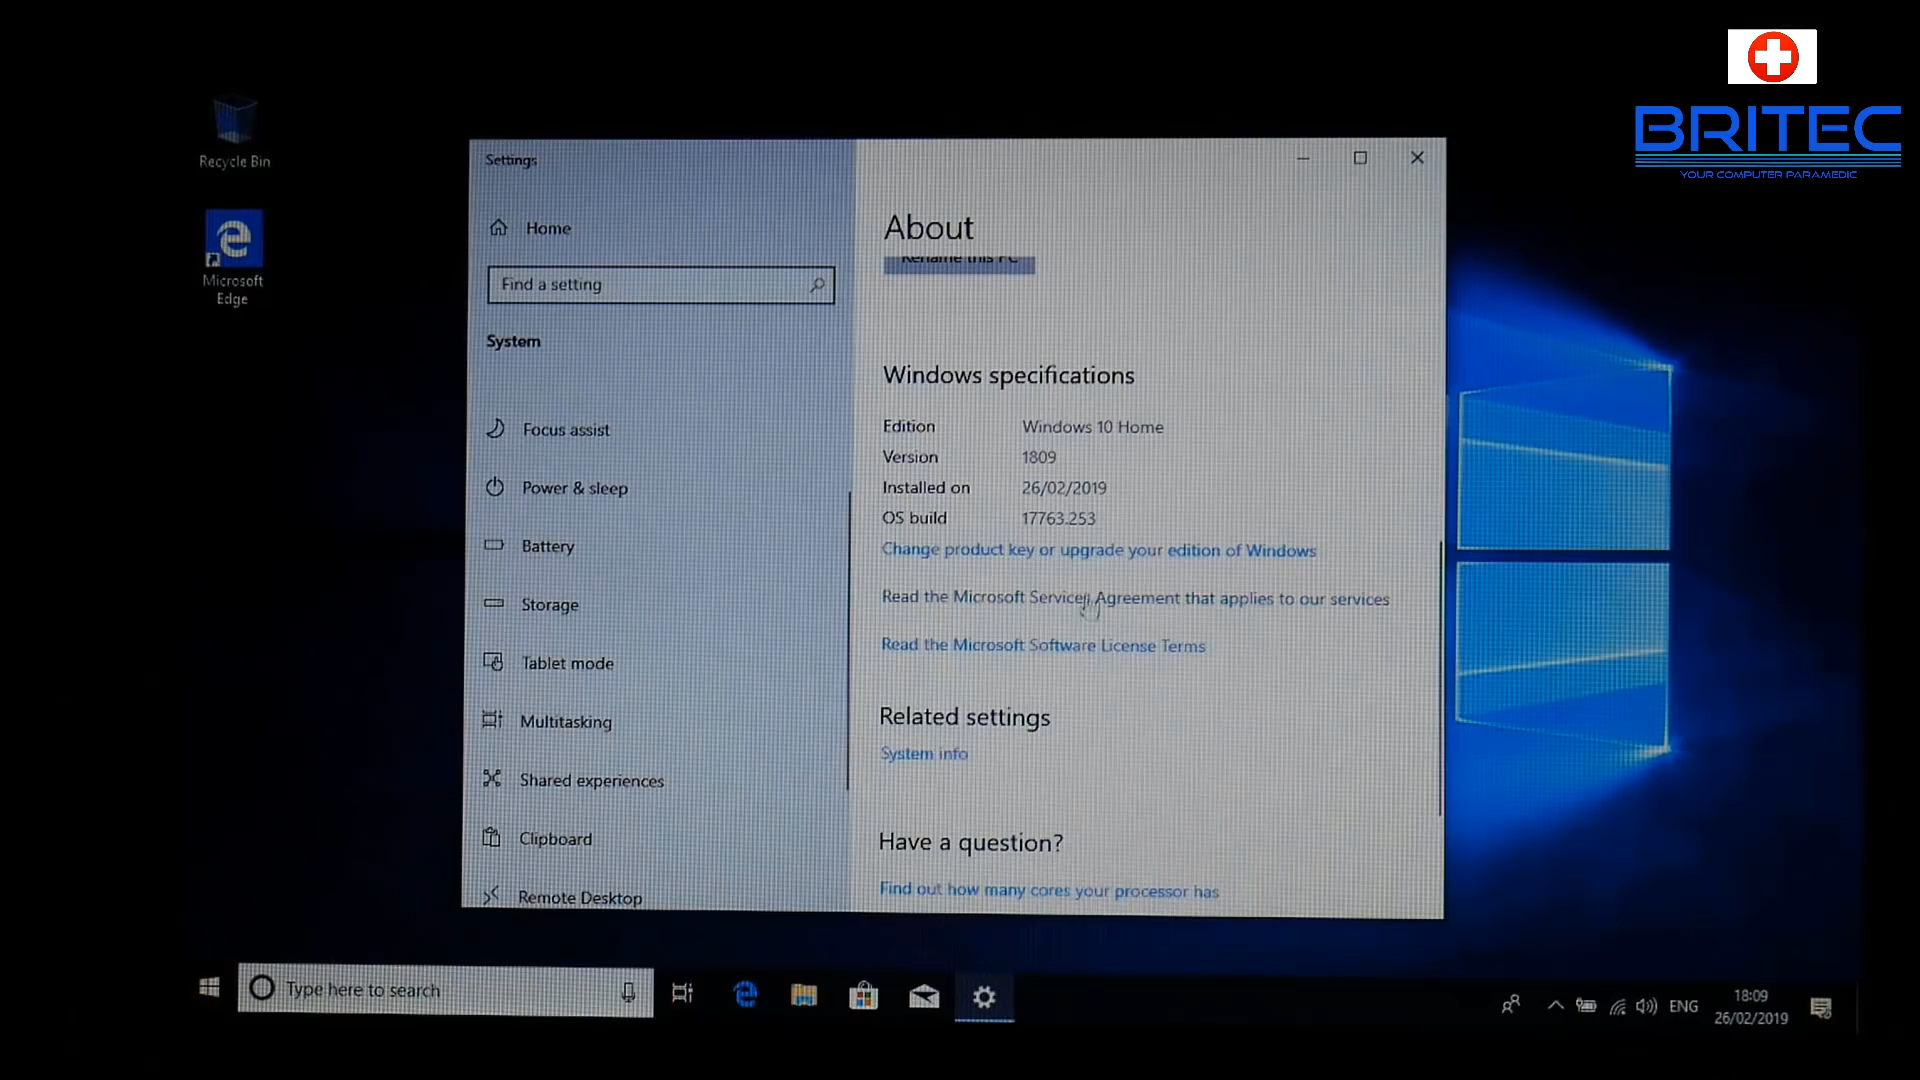 BRITEC
YOUR COMPUTER PARAMEDIC
Recycle Bin
Microsoft
Edge
Settings
Home
Find a setting
System
Focus assist
Power & sleep
Battery
Storage
Tablet mode
Multitasking
Shared experiences
Clipboard
Remote Desktop
About
Rename this PC
Windows specifications
Edition Windows 10 Home
Version 1809
Installed on 26/02/2019
OS build 17763.253
Change product key or upgrade your edition of Windows
Read the Microsoft Services Agreement that applies to our services
Read the Microsoft Software License Terms
Related settings
System info
Have a question?
Find out how many cores your processor has
Type here to search
ENG
18:09
26/02/2019